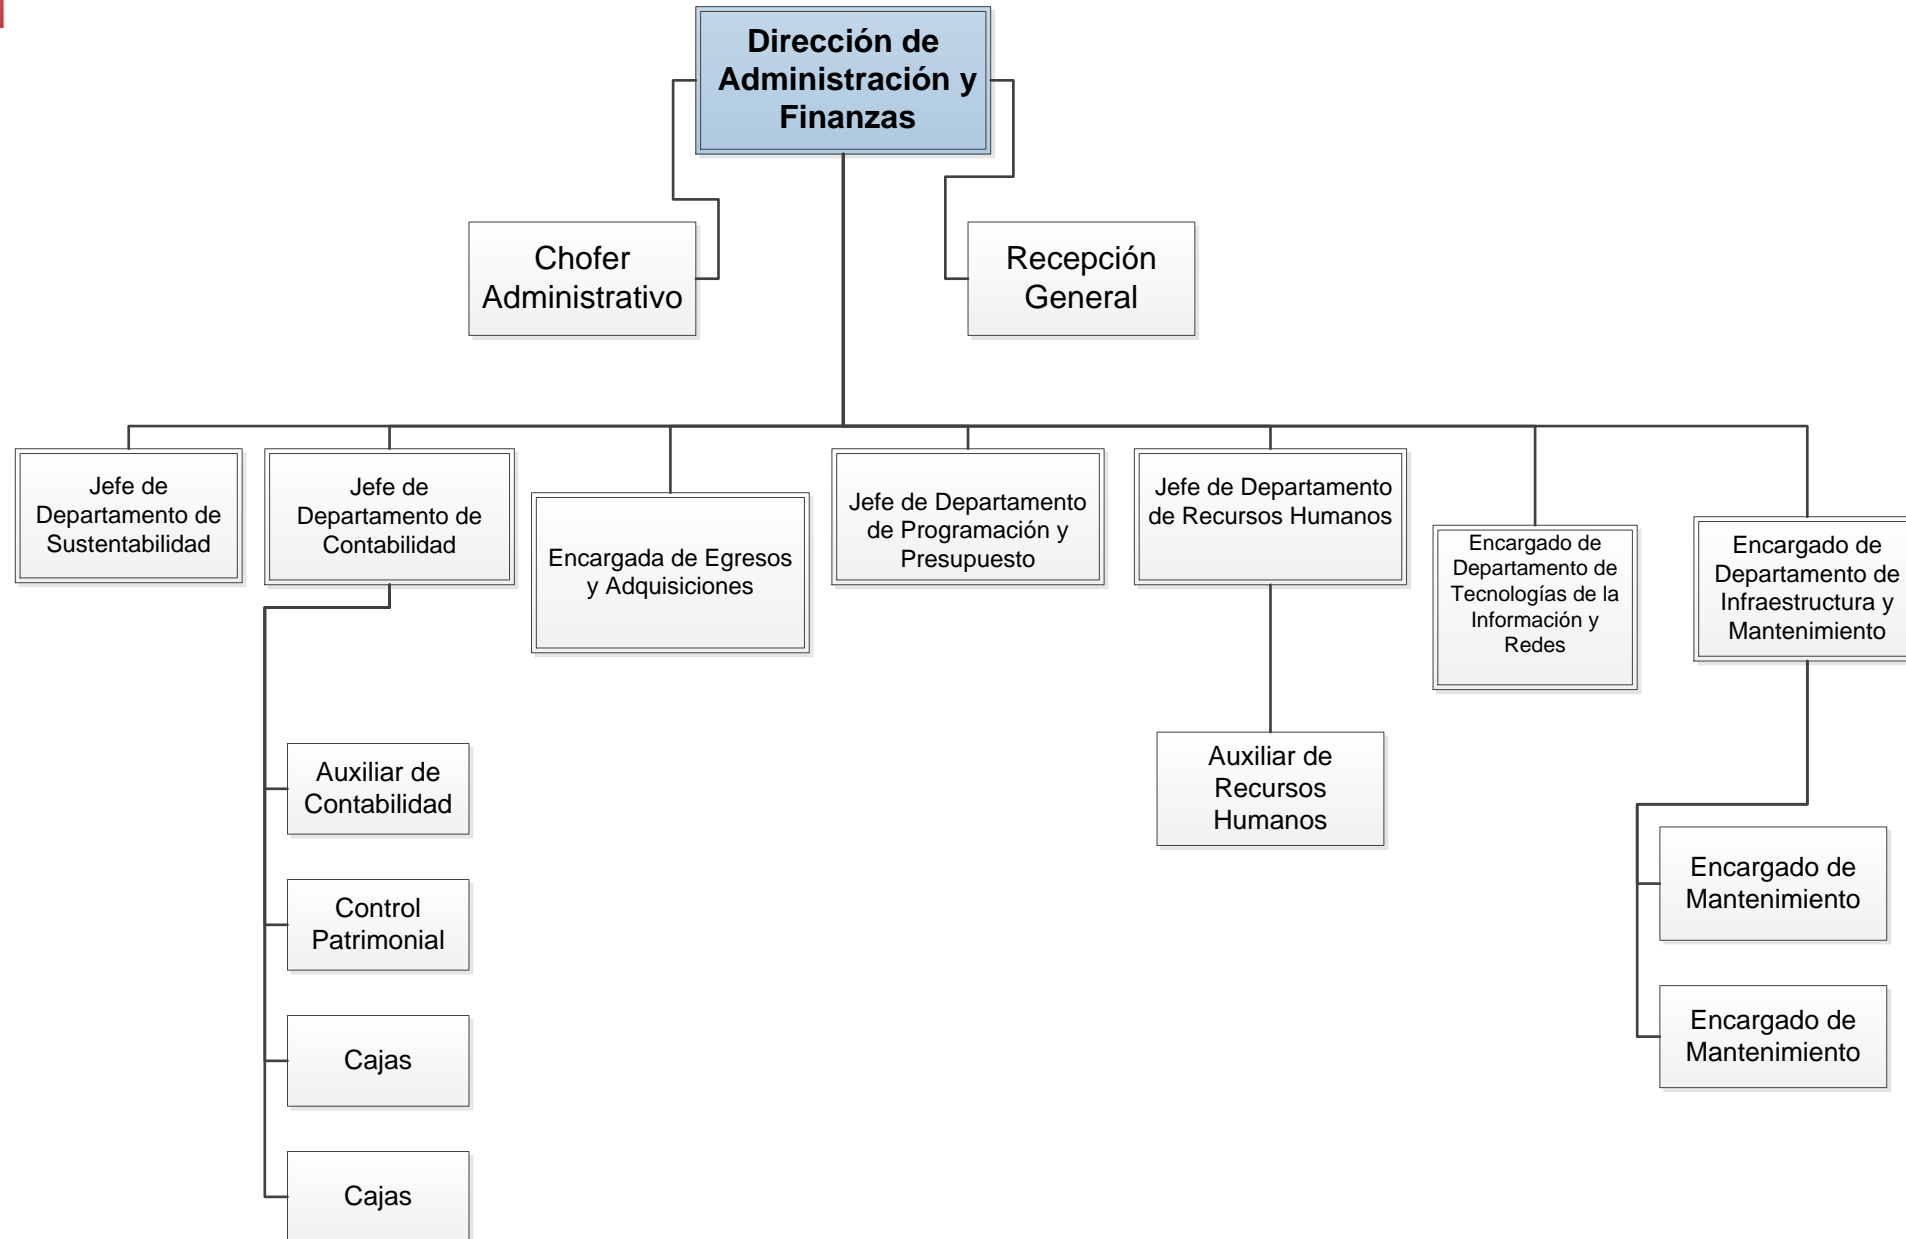 Dirección de
Administración y
Finanzas
Chofer
Administrativo
Recepción
General
Jefe de
Departamento de
Sustentabilidad
Jefe de
Departamento de
Contabilidad
Encargada de Egresos
y Adquisiciones
Jefe de Departamento
de Programación y
Presupuesto
Jefe de Departamento
de Recursos Humanos
Encargado de
Departamento de
Tecnologías de la
Información y
Redes
Encargado de
Departamento de
Infraestructura y
Mantenimiento
Auxiliar de
Contabilidad
Control
Patrimonial
Cajas
Cajas
Auxiliar de
Recursos
Humanos
Encargado de
Mantenimiento
Encargado de
Mantenimiento